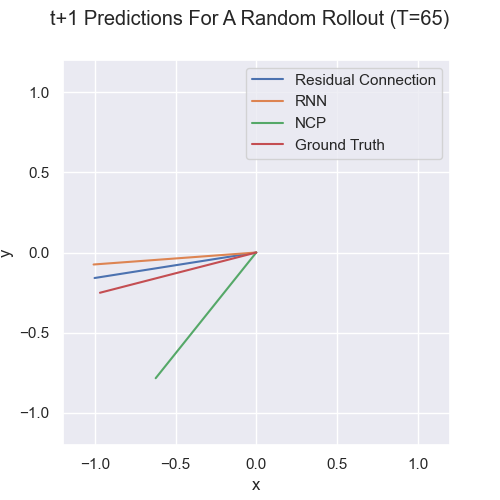 t+1 Predictions For A Random Rollout (T=65)
Residual Connection
RNN
NCP
Ground Truth
1.0
0.5
0.0
−0.5
−1.0
y
−1.0 −0.5 0.0 0.5 1.0
x